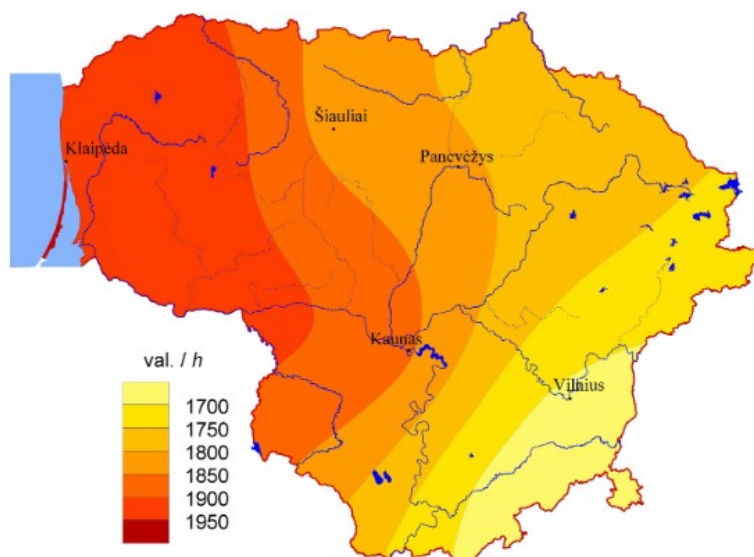 Šiauliai
Klaipėda
Panevėžys
Kaunas
Vilnius
val. / h
1700
1750
1800
1850
1900
1950